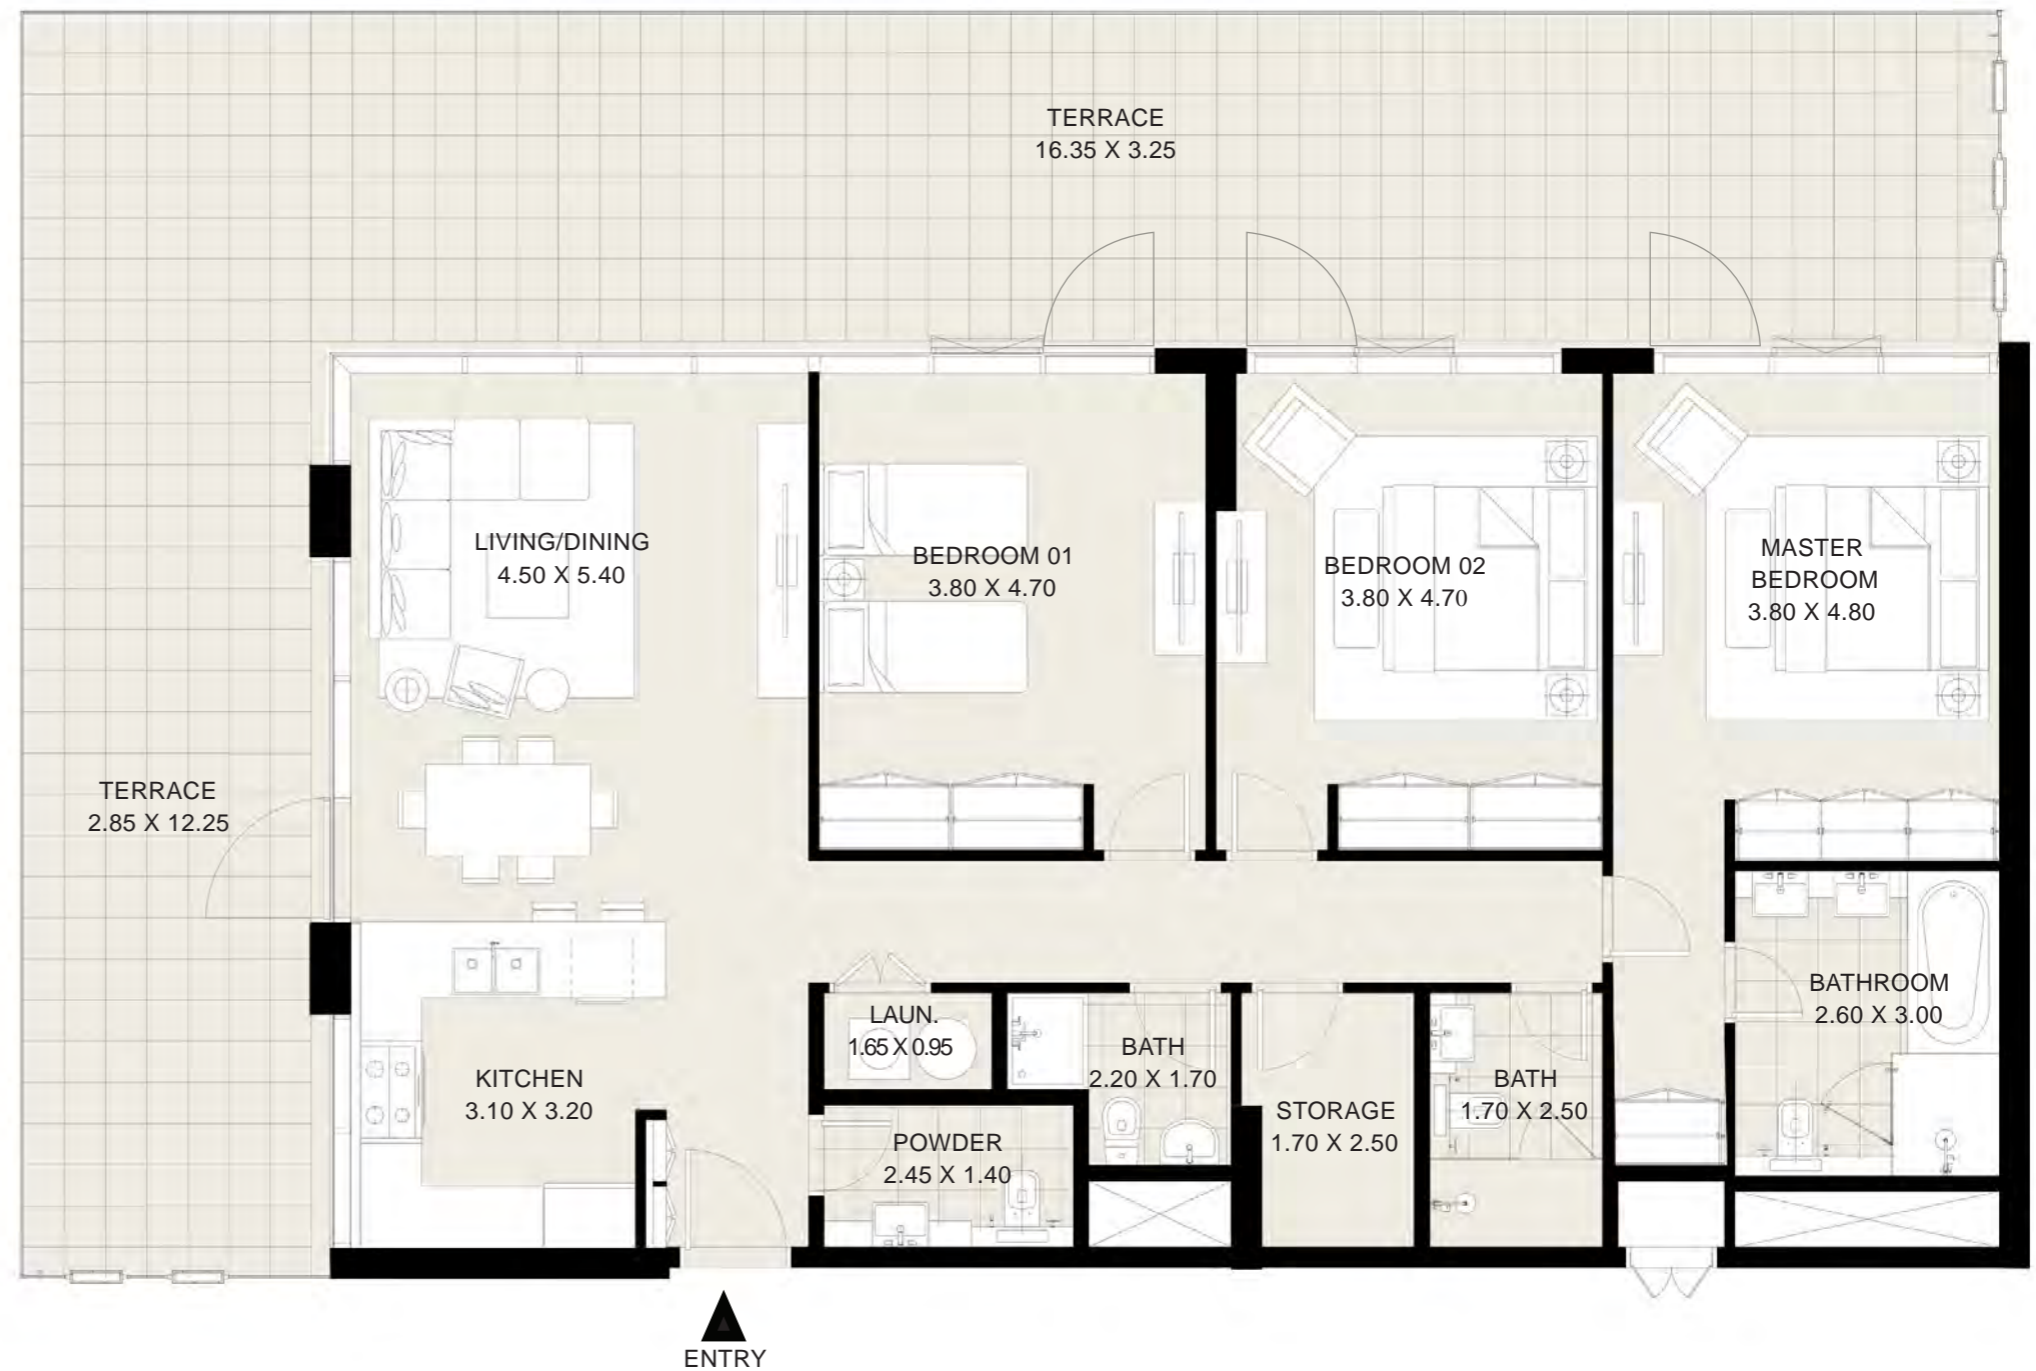 TERRACE
16.35 X 3.25
LIVING/DINING
4.50 X 5.40
BEDROOM 01
3.80 X 4.70
BEDROOM 02
3.80 X 4.70
MASTER
BEDROOM
3.80 X 4.80
TERRACE
2.85 X 12.25
KITCHEN
3.10 X 3.20
LAUN.
1.65 X 0.95
BATH
2.20 X 1.70
POWDER
2.45 X 1.40
STORAGE
1.70 X 2.50
BATH
1.70 X 2.50
BATHROOM
2.60 X 3.00
ENTRY